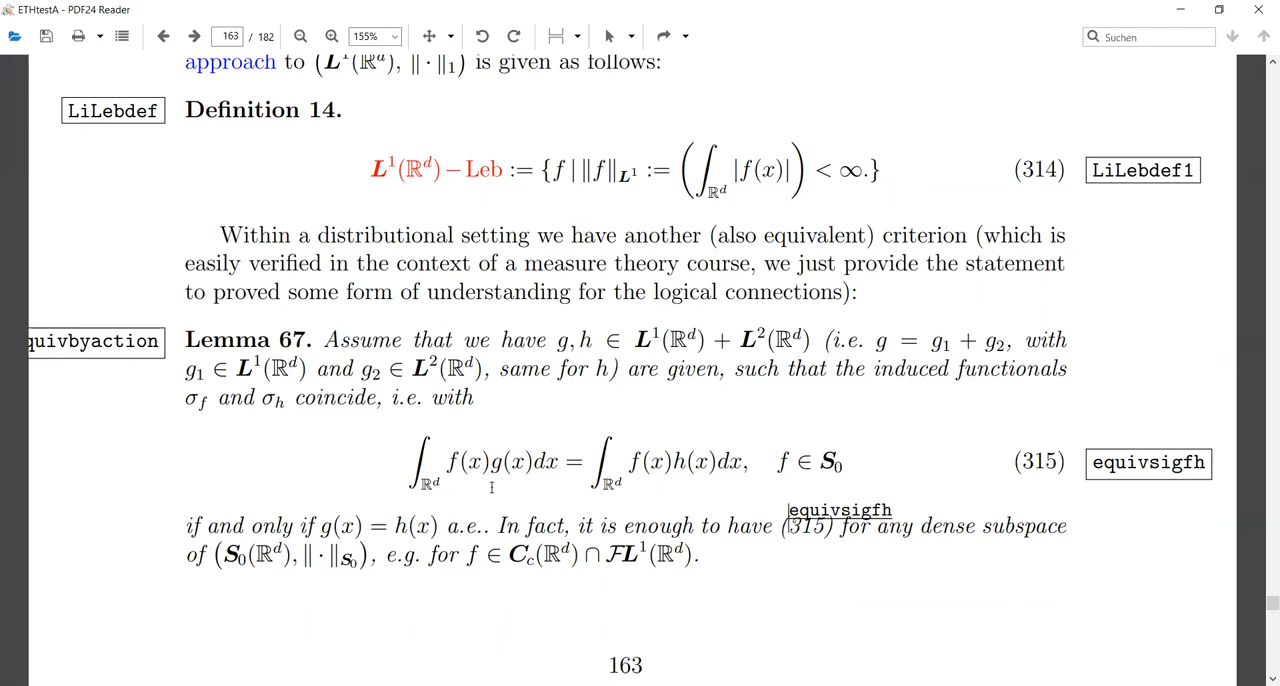 ETHtestA - PDF24 Reader
163 / 182 155% Suchen
approach to (L¹(ℝᵈ), ‖·‖₁) is given as follows:
LiLebdef Definition 14.
L¹(ℝᵈ) – Leb := {f | ‖f‖_{L¹} := (∫_{ℝᵈ} |f(x)|) < ∞.} (314) LiLebdef1
Within a distributional setting we have another (also equivalent) criterion (which is
easily verified in the context of a measure theory course, we just provide the statement
to proved some form of understanding for the logical connections):
quivbyaction Lemma 67. Assume that we have g, h ∈ L¹(ℝᵈ) + L²(ℝᵈ) (i.e. g = g₁ + g₂, with
g₁ ∈ L¹(ℝᵈ) and g₂ ∈ L²(ℝᵈ), same for h) are given, such that the induced functionals
σ_f and σ_h coincide, i.e. with
∫_{ℝᵈ} f(x)g(x)dx = ∫_{ℝᵈ} f(x)h(x)dx, f ∈ S₀ (315) equivsigfh
equivsigfh
if and only if g(x) = h(x) a.e.. In fact, it is enough to have (315) for any dense subspace
of (S₀(ℝᵈ), ‖·‖_{S₀}), e.g. for f ∈ C_c(ℝᵈ) ∩ ℱL¹(ℝᵈ).
163